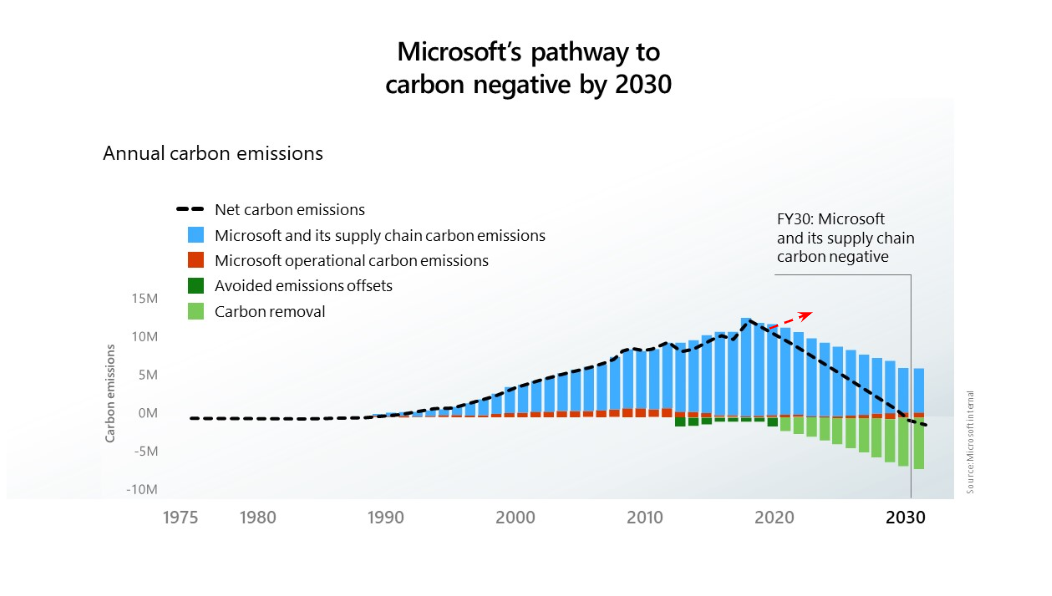 Microsoft's pathway to
carbon negative by 2030
Annual carbon emissions
Net carbon emissions
Microsoft and its supply chain carbon emissions
Microsoft operational carbon emissions
Avoided emissions offsets
Carbon removal
FY30: Microsoft
and its supply chain
carbon negative
15M
10M
5M
0M
-5M
-10M
Carbon emissions
1975 1980 1990 2000 2010 2020 2030
Source:Microsoft internal